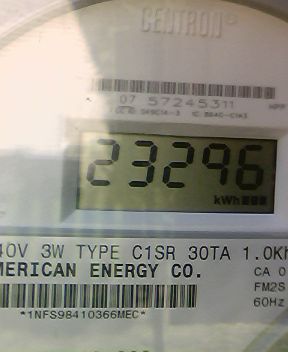 CENTRON®
07 57245311
23296
kWh
40V 3W TYPE C1SR 30TA 1.0Kh
MERICAN ENERGY CO.
CA 0
FM2S
60Hz
*1NFS98410366MEC*